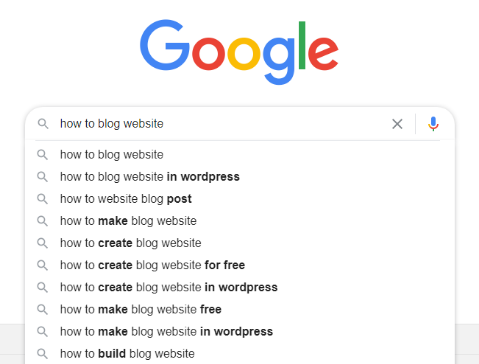 Google
how to blog website
how to blog website
how to blog website in wordpress
how to website blog post
how to make blog website
how to create blog website
how to create blog website for free
how to create blog website in wordpress
how to make blog website free
how to make blog website in wordpress
how to build blog website